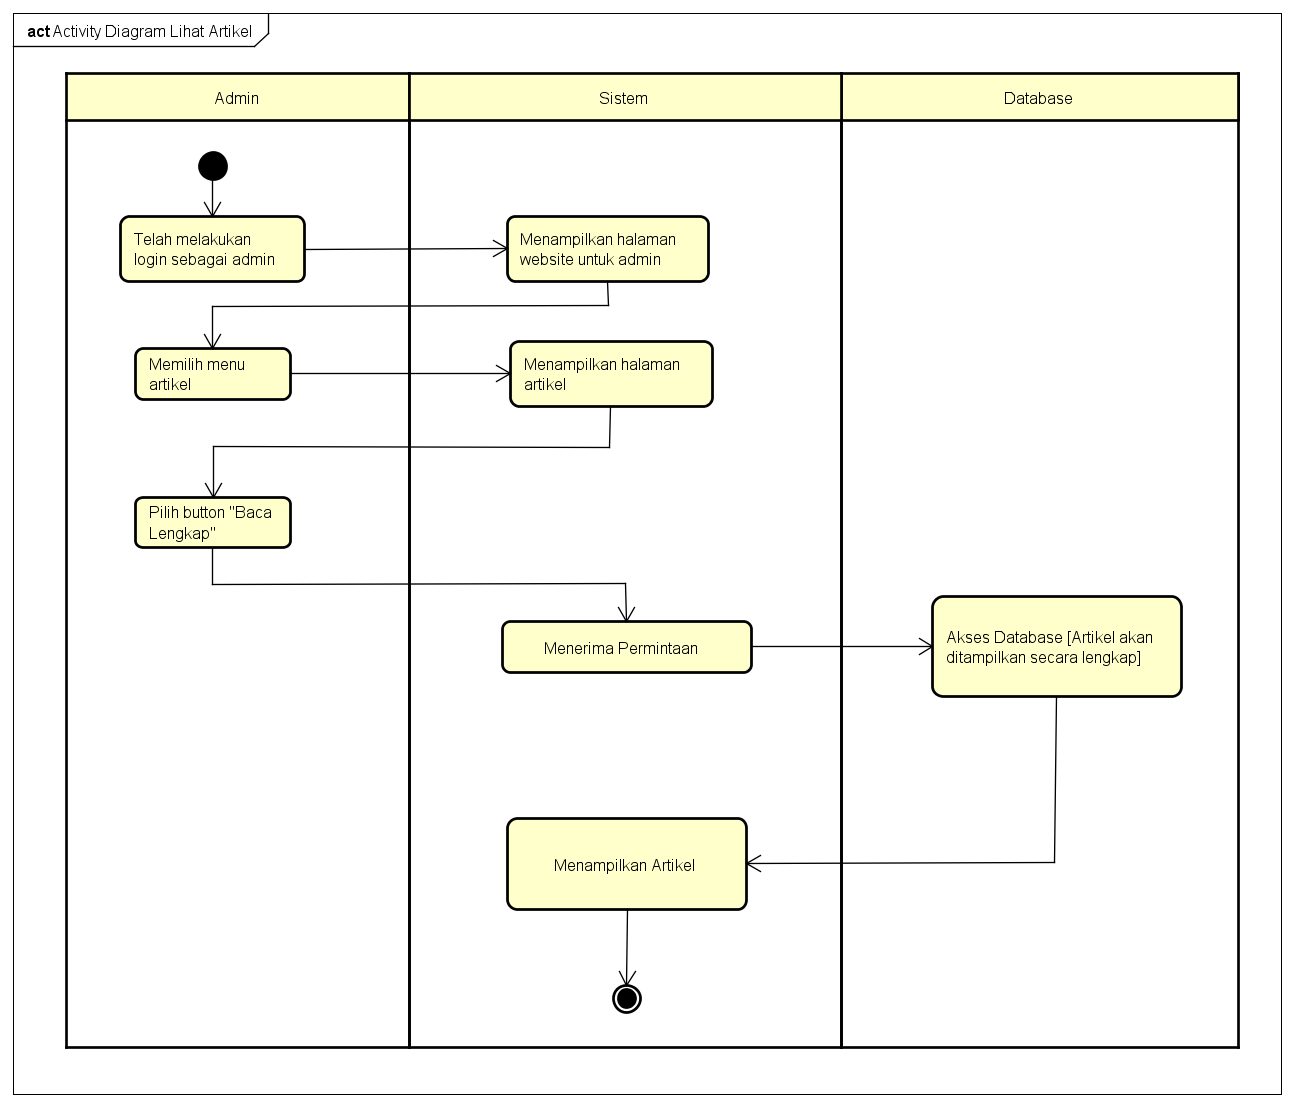 act Activity Diagram Lihat Artikel
Admin
Sistem
Database
Telah melakukan
login sebagai admin
Menampilkan halaman
website untuk admin
Memilih menu
artikel
Menampilkan halaman
artikel
Pilih button "Baca
Lengkap"
Menerima Permintaan
Akses Database [Artikel akan
ditampilkan secara lengkap]
Menampilkan Artikel